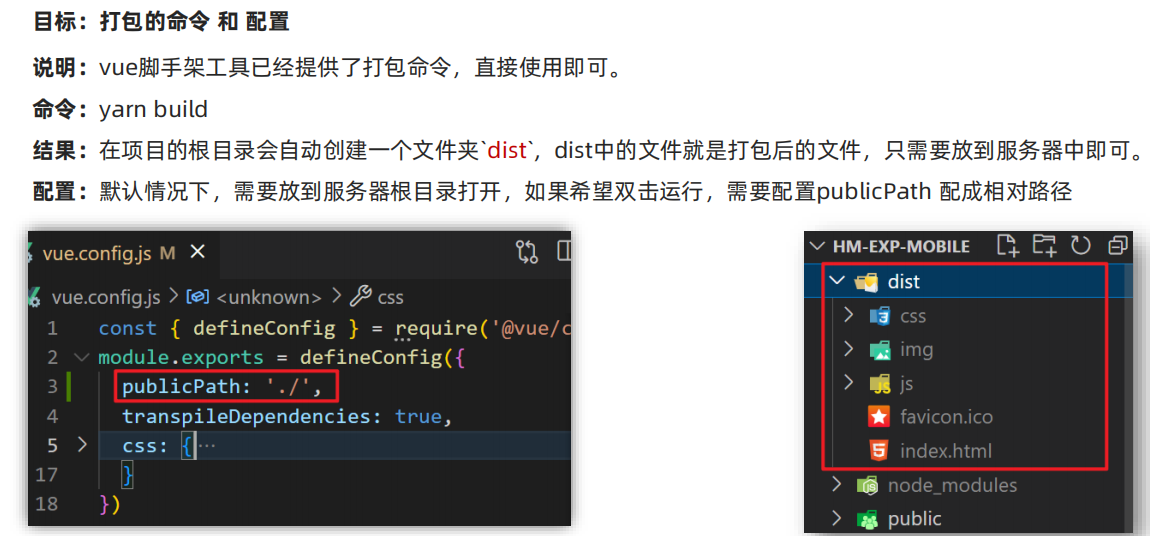 目标：打包的命令 和 配置
说明：vue脚手架工具已经提供了打包命令，直接使用即可。
命令：yarn build
结果：在项目的根目录会自动创建一个文件夹`dist`，dist中的文件就是打包后的文件，只需要放到服务器中即可。
配置：默认情况下，需要放到服务器根目录打开，如果希望双击运行，需要配置publicPath 配成相对路径
vue.config.js M
vue.config.js > <unknown> > css
1 const { defineConfig } = require('@vue/c
2 module.exports = defineConfig({
3 publicPath: './',
4 transpileDependencies: true,
5 css: {···
17 }
18 })
HM-EXP-MOBILE
dist
css
img
js
favicon.ico
index.html
node_modules
public